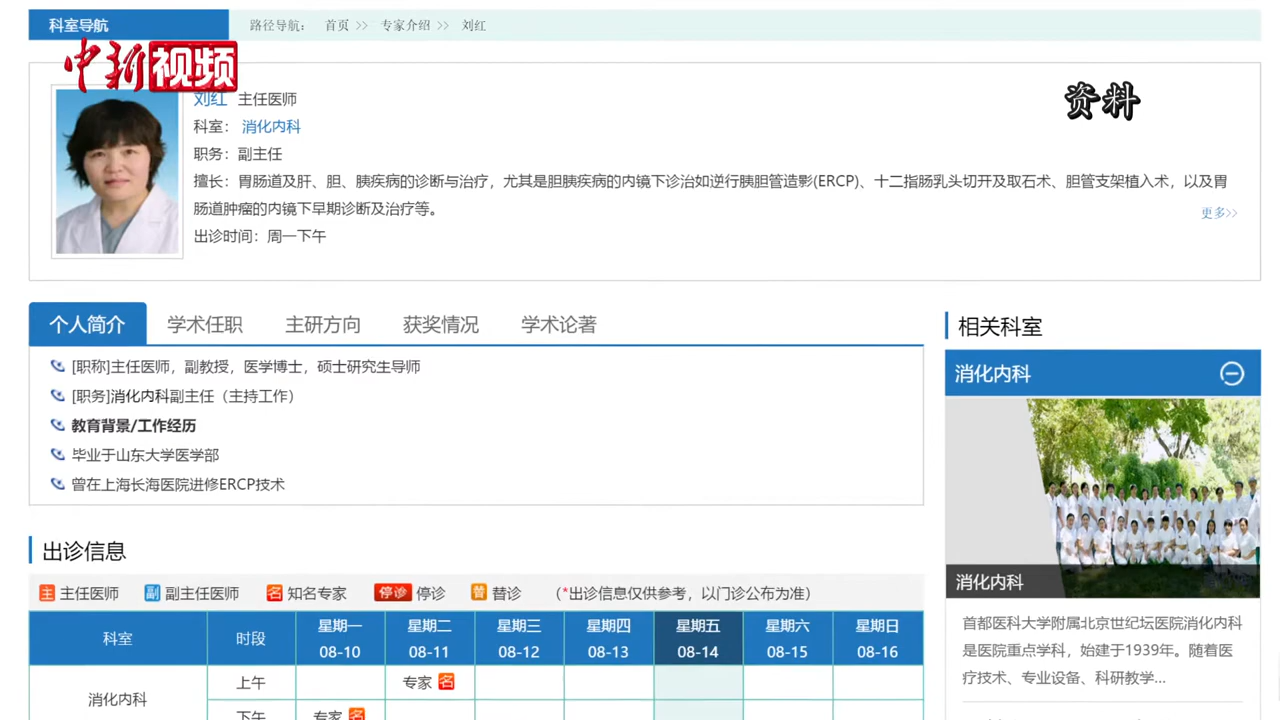 科室导航
路径导航： 首页 >> 专家介绍 >> 刘红
中新视频
资料
刘红 主任医师
科室： 消化内科
职务：副主任
擅长：胃肠道及肝、胆、胰疾病的诊断与治疗，尤其是胆胰疾病的内镜下诊治如逆行胰胆管造影(ERCP)、十二指肠乳头切开及取石术、胆管支架植入术，以及胃
肠道肿瘤的内镜下早期诊断及治疗等。
更多>>
出诊时间：周一下午
个人简介 学术任职 主研方向 获奖情况 学术论著
[职称]主任医师，副教授，医学博士，硕士研究生导师
[职务]消化内科副主任（主持工作）
教育背景/工作经历
毕业于山东大学医学部
曾在上海长海医院进修ERCP技术
相关科室
消化内科
消化内科
首都医科大学附属北京世纪坛医院消化内科
是医院重点学科，始建于1939年。随着医
疗技术、专业设备、科研教学...
出诊信息
主 主任医师 副 副主任医师 名 知名专家 停诊 停诊 替 替诊 （*出诊信息仅供参考，以门诊公布为准）
科室 时段 星期一 星期二 星期三 星期四 星期五 星期六 星期日
08-10 08-11 08-12 08-13 08-14 08-15 08-16
消化内科 上午 专家 名
下午 专家 名